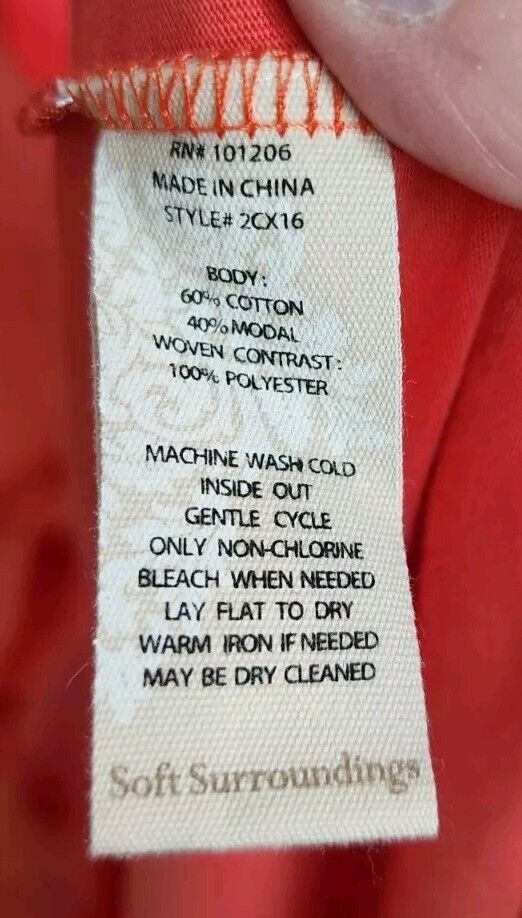 RN# 101206
MADE IN CHINA
STYLE# 2CX16
BODY:
60% COTTON
40% MODAL
WOVEN CONTRAST:
100% POLYESTER
MACHINE WASH COLD
INSIDE OUT
GENTLE CYCLE
ONLY NON-CHLORINE
BLEACH WHEN NEEDED
LAY FLAT TO DRY
WARM IRON IF NEEDED
MAY BE DRY CLEANED
Soft Surroundings